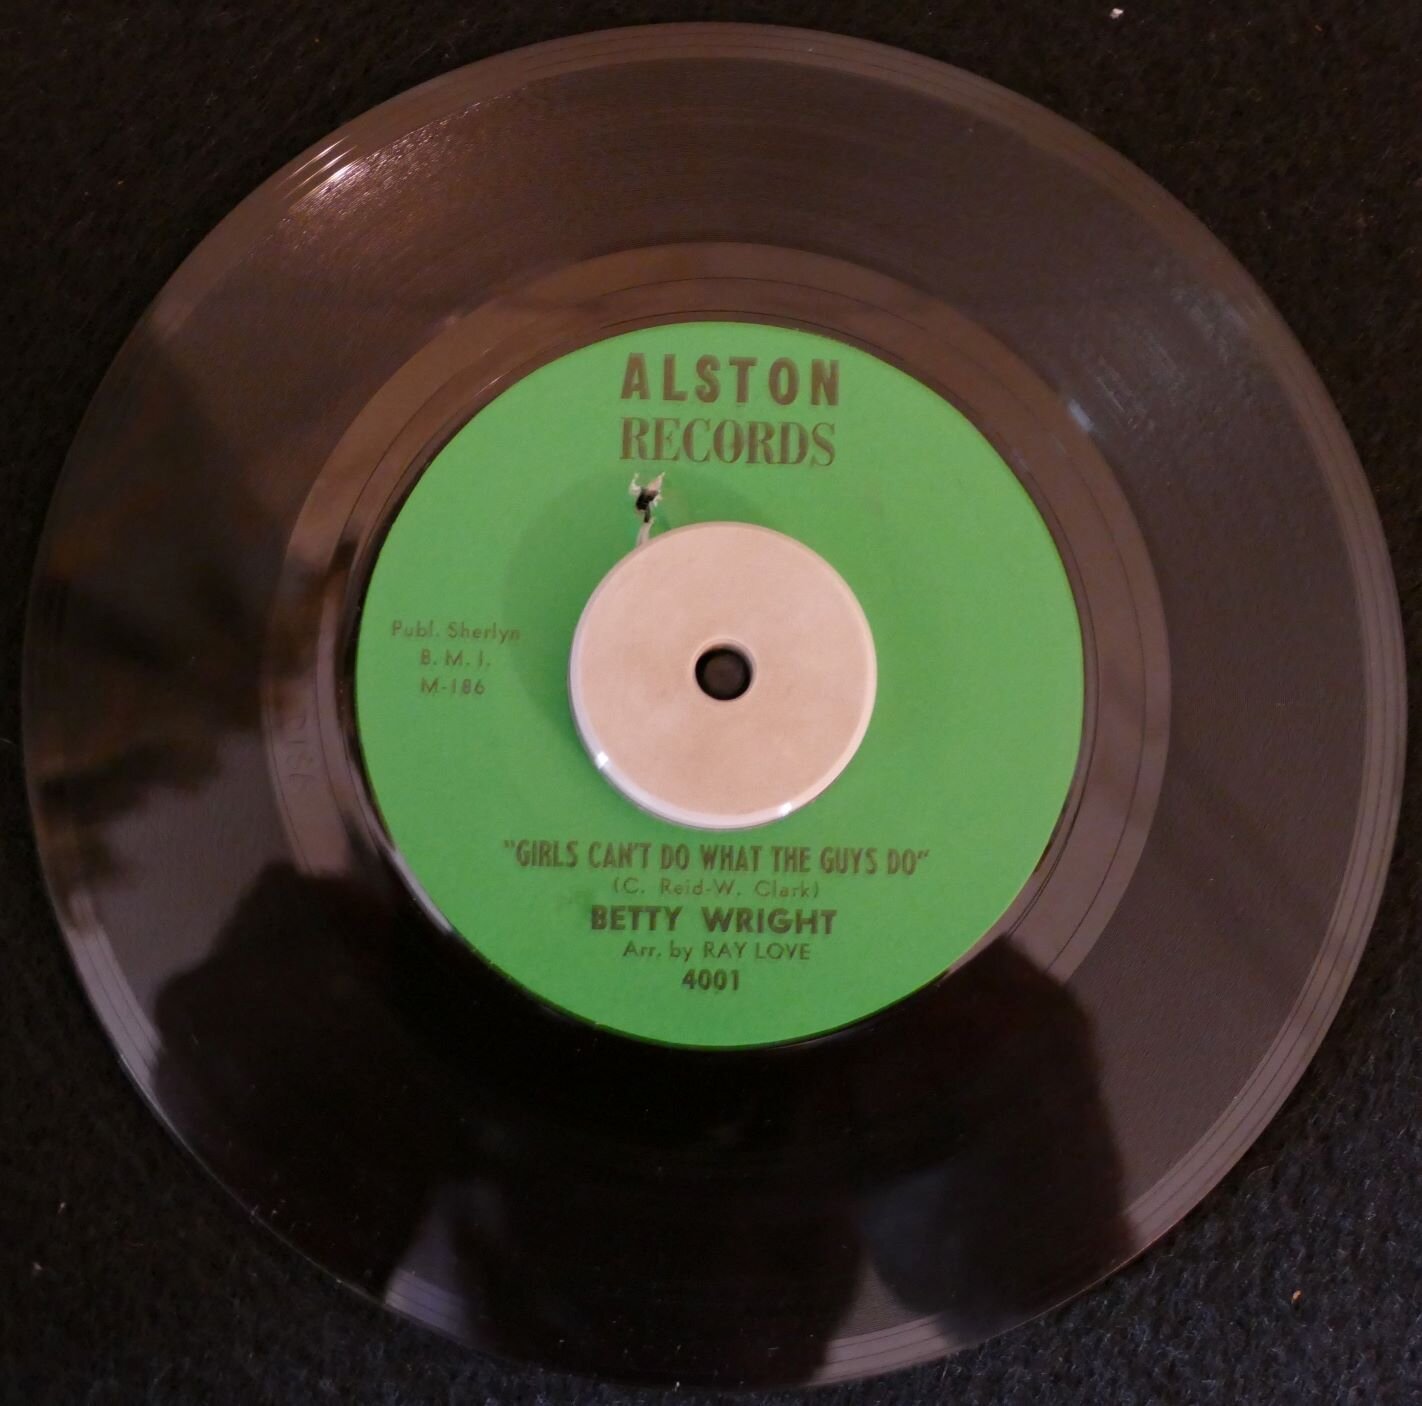 ALSTON
RECORDS
Publ. Sherlyn
B. M. I.
M-186
"GIRLS CAN'T DO WHAT THE GUYS DO"
(C. Reid-W. Clark)
BETTY WRIGHT
Arr. by RAY LOVE
4001